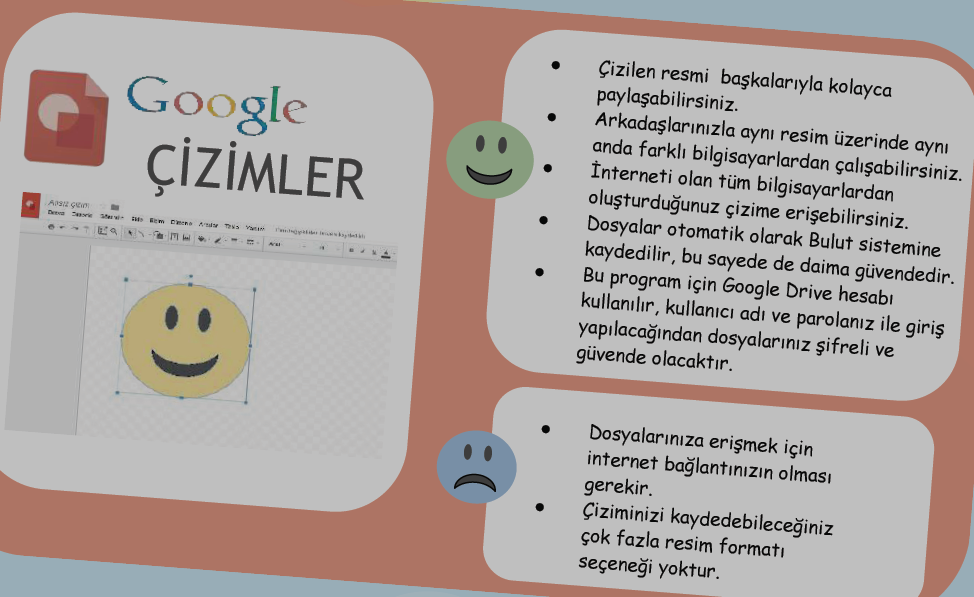 Google
ÇİZİMLER
Adsız çizim
Çizilen resmi başkalarıyla kolayca
paylaşabilirsiniz.
Arkadaşlarınızla aynı resim üzerinde aynı
anda farklı bilgisayarlardan çalışabilirsiniz.
İnterneti olan tüm bilgisayarlardan
oluşturduğunuz çizime erişebilirsiniz.
Dosyalar otomatik olarak Bulut sistemine
kaydedilir, bu sayede de daima güvendedir.
Bu program için Google Drive hesabı
kullanılır, kullanıcı adı ve parolanız ile giriş
yapılacağından dosyalarınız şifreli ve
güvende olacaktır.
Dosyalarınıza erişmek için
internet bağlantınızın olması
gerekir.
Çiziminizi kaydedebileceğiniz
çok fazla resim formatı
seçeneği yoktur.